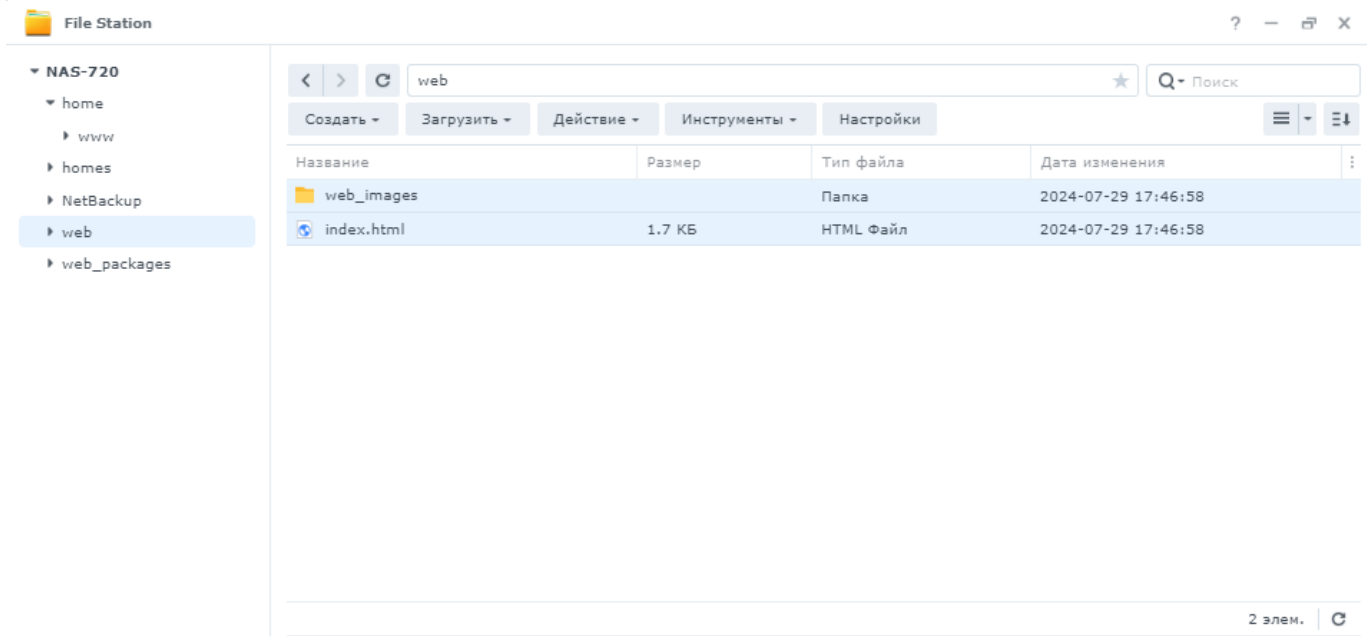 File Station
NAS-720
home
www
homes
NetBackup
web
web_packages
web
Поиск
Создать Загрузить Действие Инструменты Настройки
Название Размер Тип файла Дата изменения
web_images Папка 2024-07-29 17:46:58
index.html 1.7 КБ HTML Файл 2024-07-29 17:46:58
2 элем.